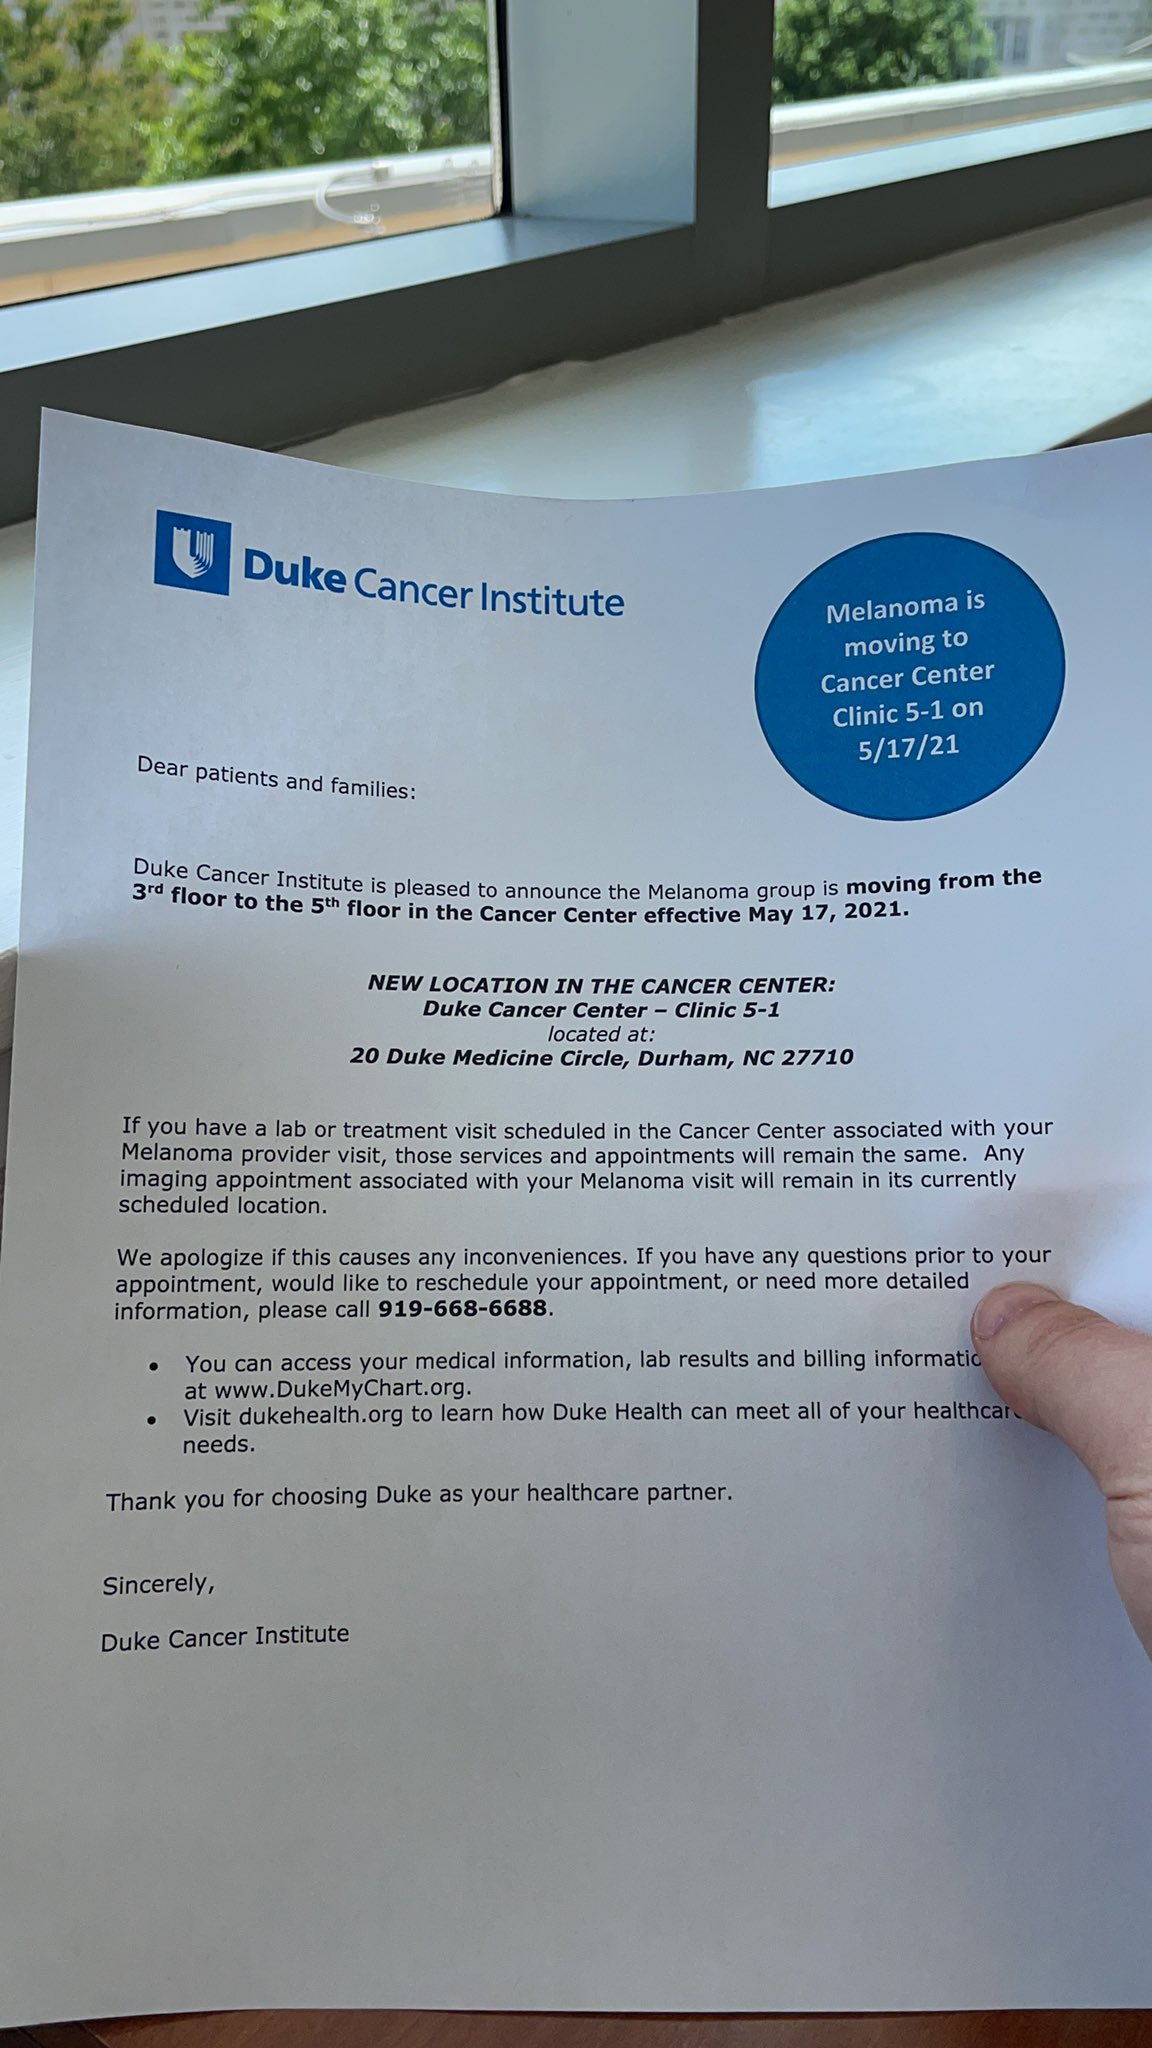 Duke Cancer Institute
Melanoma is
moving to
Cancer Center
Clinic 5-1 on
5/17/21
Dear patients and families:
Duke Cancer Institute is pleased to announce the Melanoma group is moving from the
3rd floor to the 5th floor in the Cancer Center effective May 17, 2021.
NEW LOCATION IN THE CANCER CENTER:
Duke Cancer Center – Clinic 5-1
located at:
20 Duke Medicine Circle, Durham, NC 27710
If you have a lab or treatment visit scheduled in the Cancer Center associated with your
Melanoma provider visit, those services and appointments will remain the same. Any
imaging appointment associated with your Melanoma visit will remain in its currently
scheduled location.
We apologize if this causes any inconveniences. If you have any questions prior to your
appointment, would like to reschedule your appointment, or need more detailed
information, please call 919-668-6688.
• You can access your medical information, lab results and billing informatio
at www.DukeMyChart.org.
• Visit dukehealth.org to learn how Duke Health can meet all of your healthcar
needs.
Thank you for choosing Duke as your healthcare partner.
Sincerely,
Duke Cancer Institute